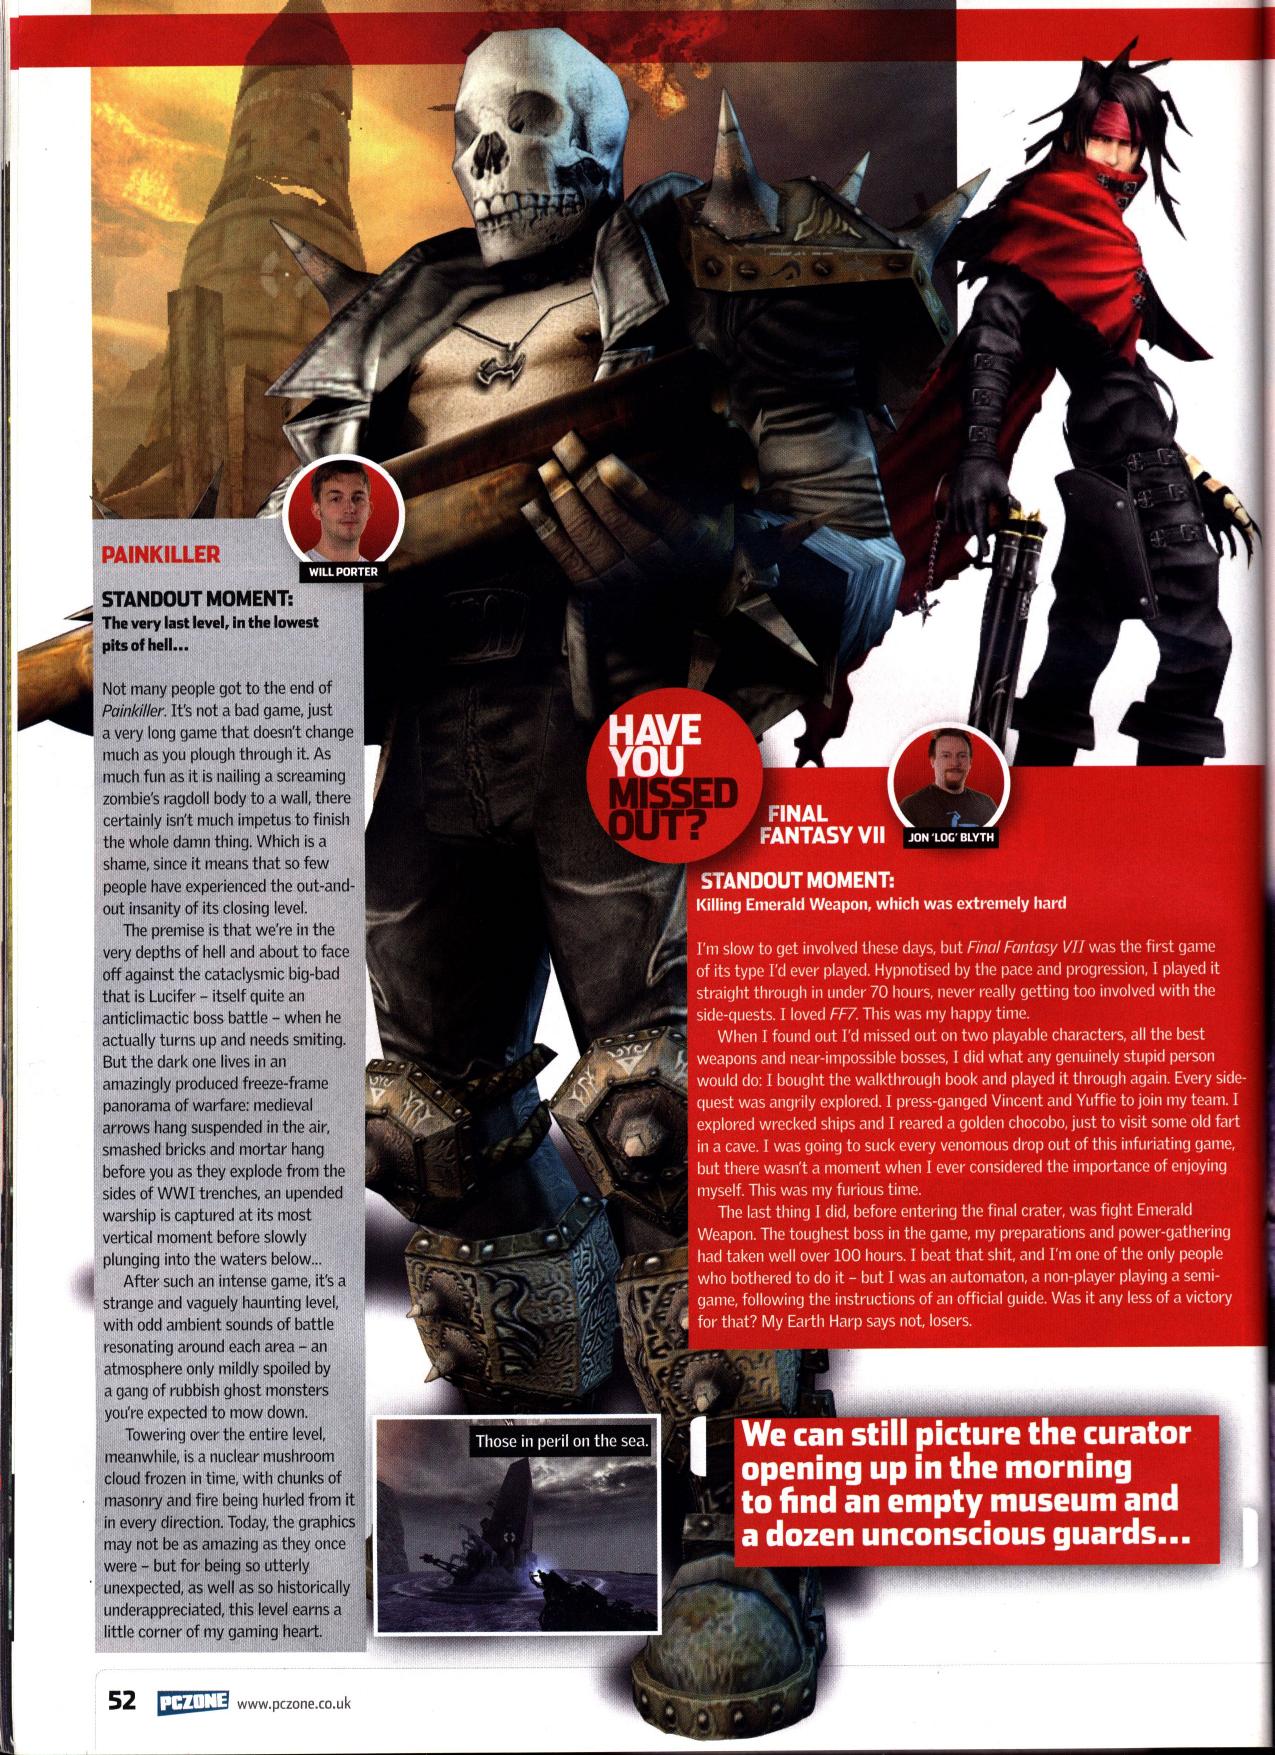 PAINKILLER
WILL PORTER
STANDOUT MOMENT:
The very last level, in the lowest
pits of hell...
Not many people got to the end of
Painkiller. It's not a bad game, just
a very long game that doesn't change
much as you plough through it. As
much fun as it is nailing a screaming
zombie's ragdoll body to a wall, there
certainly isn't much impetus to finish
the whole damn thing. Which is a
shame, since it means that so few
people have experienced the out-and-
out insanity of its closing level.
The premise is that we're in the
very depths of hell and about to face
off against the cataclysmic big-bad
that is Lucifer – itself quite an
anticlimactic boss battle – when he
actually turns up and needs smiting.
But the dark one lives in an
amazingly produced freeze-frame
panorama of warfare: medieval
arrows hang suspended in the air,
smashed bricks and mortar hang
before you as they explode from the
sides of WWI trenches, an upended
warship is captured at its most
vertical moment before slowly
plunging into the waters below...
After such an intense game, it's a
strange and vaguely haunting level,
with odd ambient sounds of battle
resonating around each area – an
atmosphere only mildly spoiled by
a gang of rubbish ghost monsters
you're expected to mow down.
Towering over the entire level,
meanwhile, is a nuclear mushroom
cloud frozen in time, with chunks of
masonry and fire being hurled from it
in every direction. Today, the graphics
may not be as amazing as they once
were – but for being so utterly
unexpected, as well as so historically
underappreciated, this level earns a
little corner of my gaming heart.
HAVE
YOU
MISSED
OUT?
FINAL
FANTASY VII
JON 'LOG' BLYTH
STANDOUT MOMENT:
Killing Emerald Weapon, which was extremely hard
I'm slow to get involved these days, but Final Fantasy VII was the first game
of its type I'd ever played. Hypnotised by the pace and progression, I played it
straight through in under 70 hours, never really getting too involved with the
side-quests. I loved FF7. This was my happy time.
When I found out I'd missed out on two playable characters, all the best
weapons and near-impossible bosses, I did what any genuinely stupid person
would do: I bought the walkthrough book and played it through again. Every side-
quest was angrily explored. I press-ganged Vincent and Yuffie to join my team. I
explored wrecked ships and I reared a golden chocobo, just to visit some old fart
in a cave. I was going to suck every venomous drop out of this infuriating game,
but there wasn't a moment when I ever considered the importance of enjoying
myself. This was my furious time.
The last thing I did, before entering the final crater, was fight Emerald
Weapon. The toughest boss in the game, my preparations and power-gathering
had taken well over 100 hours. I beat that shit, and I'm one of the only people
who bothered to do it – but I was an automaton, a non-player playing a semi-
game, following the instructions of an official guide. Was it any less of a victory
for that? My Earth Harp says not, losers.
Those in peril on the sea.
We can still picture the curator
opening up in the morning
to find an empty museum and
a dozen unconscious guards...
52 PCZONE www.pczone.co.uk